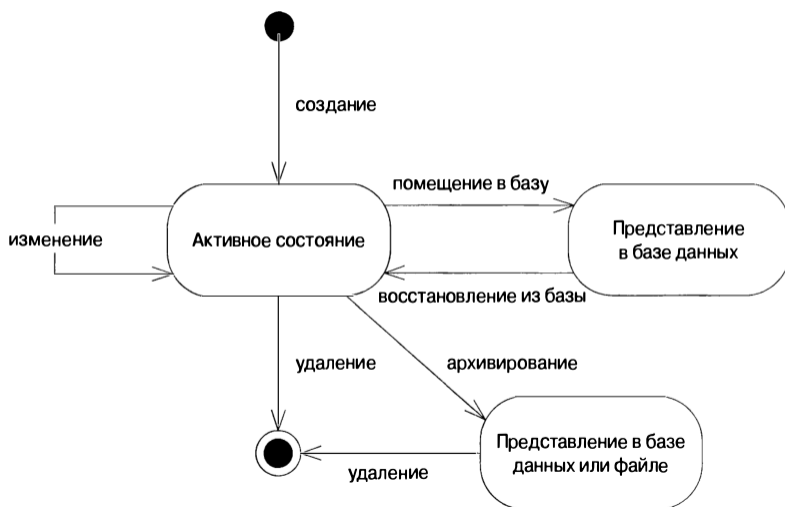 создание
помещение в базу
изменение
Активное состояние
Представление
в базе данных
восстановление из базы
удаление
архивирование
Представление в базе
данных или файле
удаление